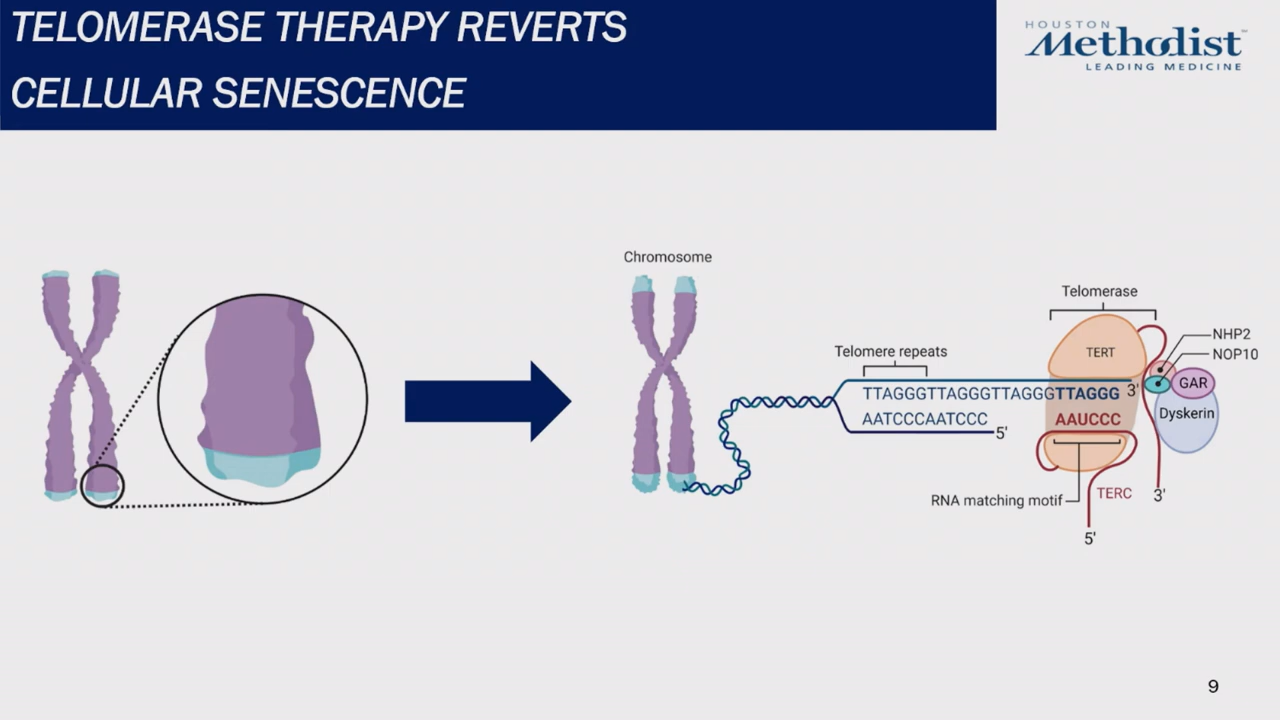 TELOMERASE THERAPY REVERTS
CELLULAR SENESCENCE
HOUSTON
Methodist
LEADING MEDICINE
Chromosome
Telomerase
TERT
NHP2
NOP10
Telomere repeats
TTAGGGTTAGGGTTAGGGTTAGGG 3'
GAR
AATCCCAATCCC 5'
AAUCCC
Dyskerin
RNA matching motif
TERC
3'
5'
9